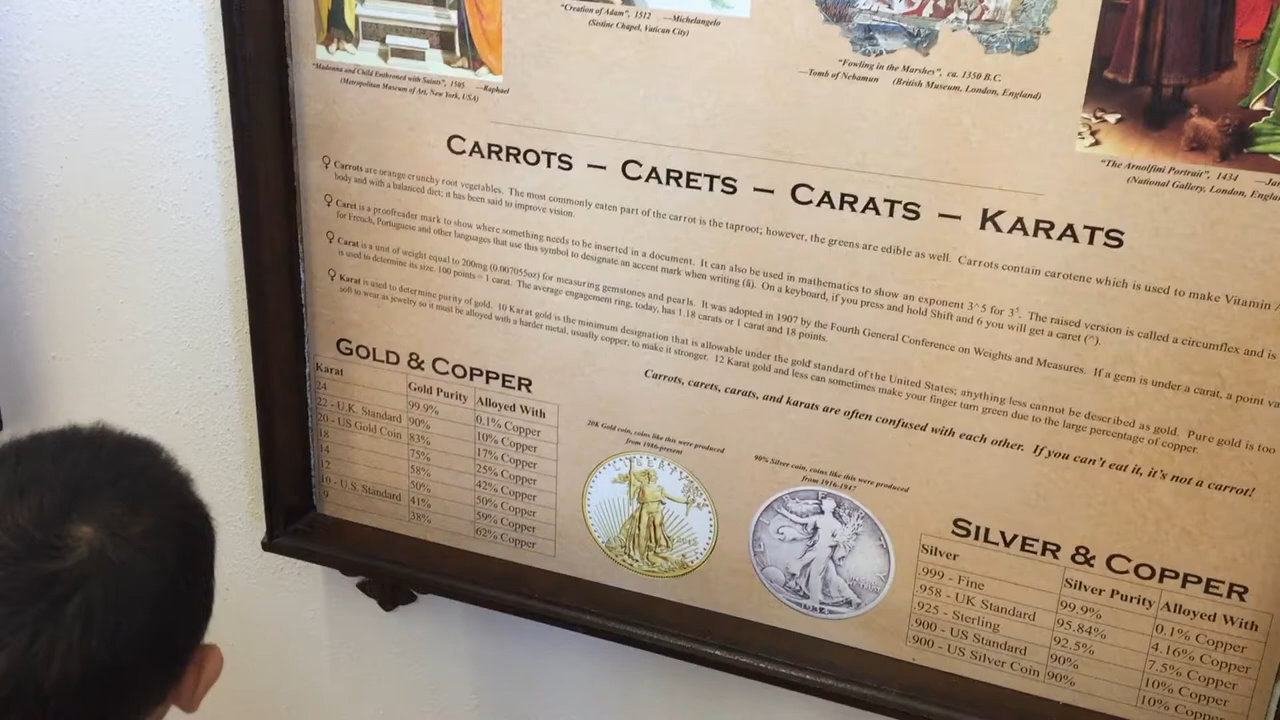 "Madonna and Child Enthroned with Saints", 1505 —Raphael
(Metropolitan Museum of Art, New York, USA)
"Creation of Adam", 1512 —Michelangelo
(Sistine Chapel, Vatican City)
"Fowling in the Marshes", ca. 1350 B.C.
—Tomb of Nebamun (British Museum, London, England)
"The Arnolfini Portrait", 1434
(National Gallery, London,
CARROTS – CARETS – CARATS – KARATS
♀ Carrots are orange crunchy root vegetables. The most commonly eaten part of the carrot is the taproot; however, the greens are edible as well. Carrots contain carotene which is used to make Vitamin
body and with a balanced diet; it has been said to improve vision.
♀ Caret is a proofreader mark to show where something needs to be inserted in a document. It can also be used in mathematics to show an exponent 3^5 for 3⁵. The raised version is called a circumflex and is
for French, Portuguese and other languages that use this symbol to designate an accent mark when writing (â). On a keyboard, if you press and hold Shift and 6 you will get a caret (^).
♀ Carat is a unit of weight equal to 200mg (0.007055oz) for measuring gemstones and pearls. It was adopted in 1907 by the Fourth General Conference on Weights and Measures. If a gem is under a carat, a point va
is used to determine its size. 100 points = 1 carat. The average engagement ring, today, has 1.18 carats or 1 carat and 18 points.
♀ Karat is used to determine purity of gold. 10 Karat gold is the minimum designation that is allowable under the gold standard of the United States; anything less cannot be described as gold. Pure gold is too
soft to wear as jewelry so it must be alloyed with a harder metal, usually copper, to make it stronger. 12 Karat gold and less can sometimes make your finger turn green due to the large percentage of copper.
Carrots, carets, carats, and karats are often confused with each other. If you can't eat it, it's not a carrot!
GOLD & COPPER
Karat Gold Purity Alloyed With
24 99.9% 0.1% Copper
22 - U.K. Standard 90% 10% Copper
20 - US Gold Coin 83% 17% Copper
18 75% 25% Copper
14 58% 42% Copper
12 50% 50% Copper
10 - U.S. Standard 41% 59% Copper
9 38% 62% Copper
20K Gold coin, coins like this were produced
from 1986-present
LIBERTY
90% Silver coin, coins like this were produced
from 1916-1947
SILVER & COPPER
Silver Silver Purity Alloyed With
.999 - Fine 99.9% 0.1% Copper
.958 - UK Standard 95.84% 4.16% Copper
.925 - Sterling 92.5% 7.5% Copper
.900 - US Standard 90% 10% Copper
.900 - US Silver Coin 90% 10% Copper